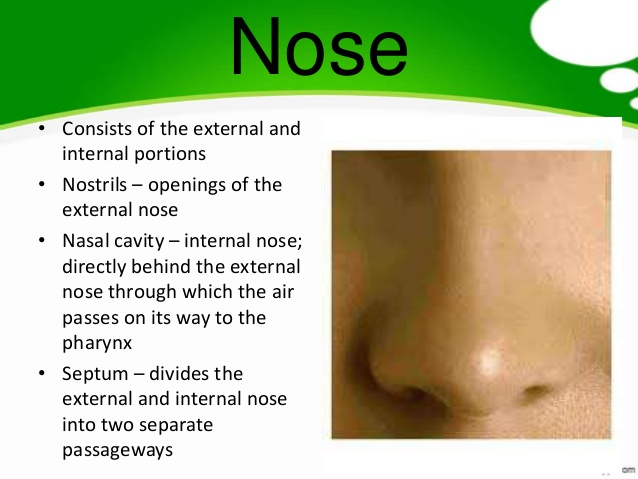 Nose
• Consists of the external and
internal portions
• Nostrils – openings of the
external nose
• Nasal cavity – internal nose;
directly behind the external
nose through which the air
passes on its way to the
pharynx
• Septum – divides the
external and internal nose
into two separate
passageways